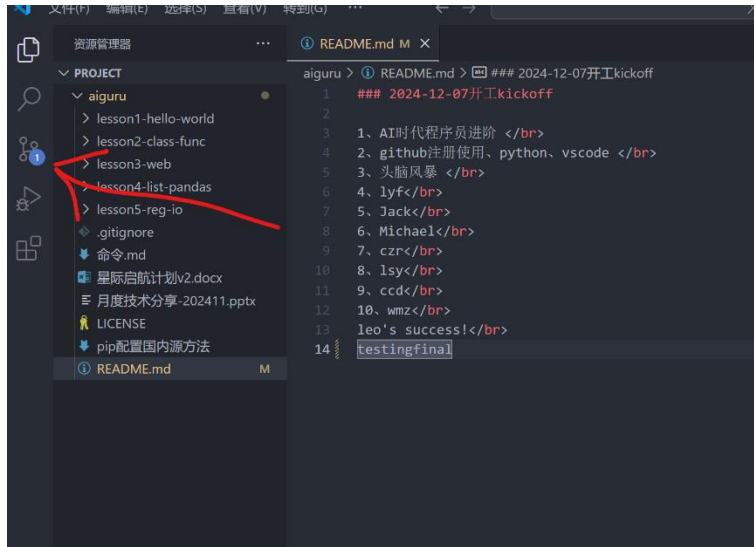 文件(F) 编辑(E) 选择(S) 查看(V) 转到(G) ···
资源管理器 ···
README.md M
PROJECT
aiguru
lesson1-hello-world
lesson2-class-func
lesson3-web
lesson4-list-pandas
lesson5-reg-io
.gitignore
命令.md
星际启航计划v2.docx
月度技术分享-202411.pptx
LICENSE
pip配置国内源方法
README.md M
1
aiguru > README.md > ### 2024-12-07开工kickoff
1 ### 2024-12-07开工kickoff
2
3 1、AI时代程序员进阶 </br>
4 2、github注册使用、python、vscode </br>
5 3、头脑风暴 </br>
6 4、lyf</br>
7 5、Jack</br>
8 6、Michael</br>
9 7、czr</br>
10 8、lsy</br>
11 9、ccd</br>
12 10、wmz</br>
13 leo's success!</br>
14 testingfinal